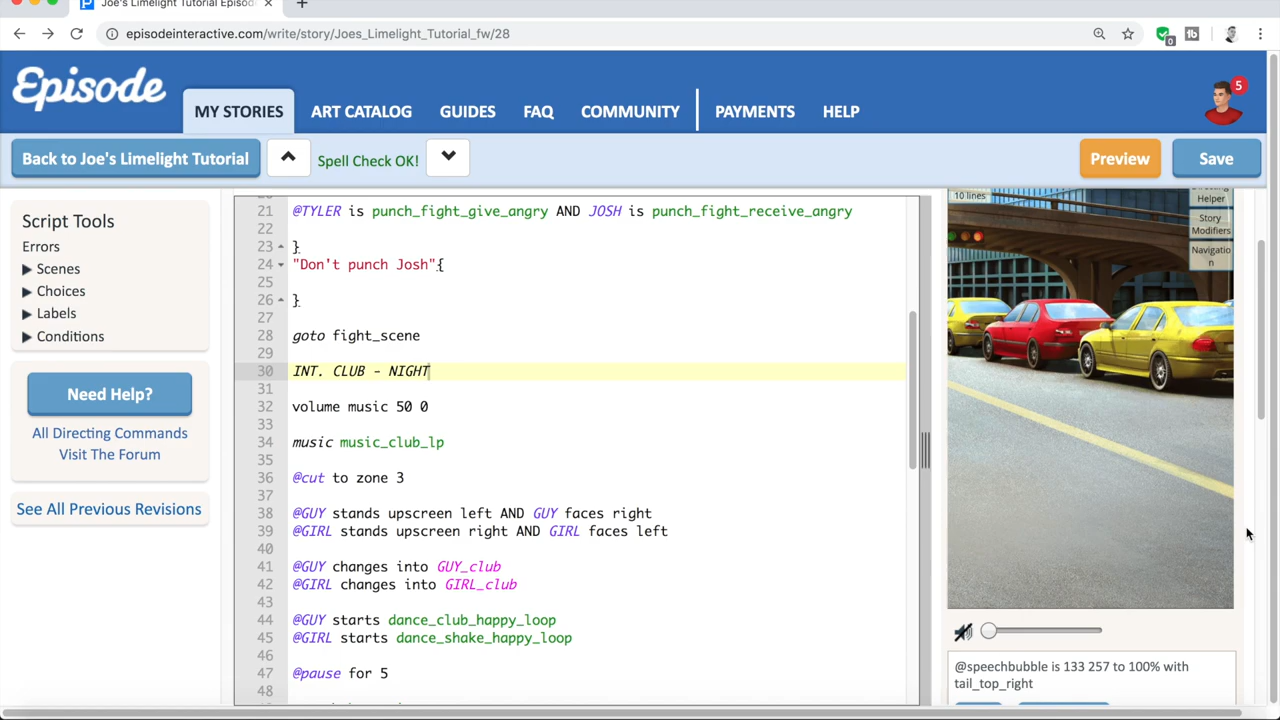 Joe's Limelight Tutorial Episod
episodeinteractive.com/write/story/Joes_Limelight_Tutorial_fw/28
0
tb
Episode
MY STORIES
ART CATALOG
GUIDES
FAQ
COMMUNITY
PAYMENTS
HELP
5
Back to Joe's Limelight Tutorial
Spell Check OK!
Preview
Save
Script Tools
Errors
Scenes
Choices
Labels
Conditions
Need Help?
All Directing Commands
Visit The Forum
See All Previous Revisions
21 @TYLER is punch_fight_give_angry AND JOSH is punch_fight_receive_angry
22
23 }
24 "Don't punch Josh"{
25
26 }
27
28 goto fight_scene
29
30 INT. CLUB - NIGHT
31
32 volume music 50 0
33
34 music music_club_lp
35
36 @cut to zone 3
37
38 @GUY stands upscreen left AND GUY faces right
39 @GIRL stands upscreen right AND GIRL faces left
40
41 @GUY changes into GUY_club
42 @GIRL changes into GIRL_club
43
44 @GUY starts dance_club_happy_loop
45 @GIRL starts dance_shake_happy_loop
46
47 @pause for 5
48
10 lines
Helper
Story
Modifiers
Navigatio
n
@speechbubble is 133 257 to 100% with
tail_top_right